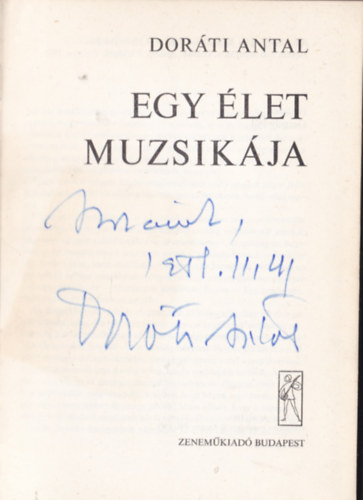 DORÁTI ANTAL
EGY ÉLET
MUZSIKÁJA
Doráti Antal
ZENEMŰKIADÓ BUDAPEST